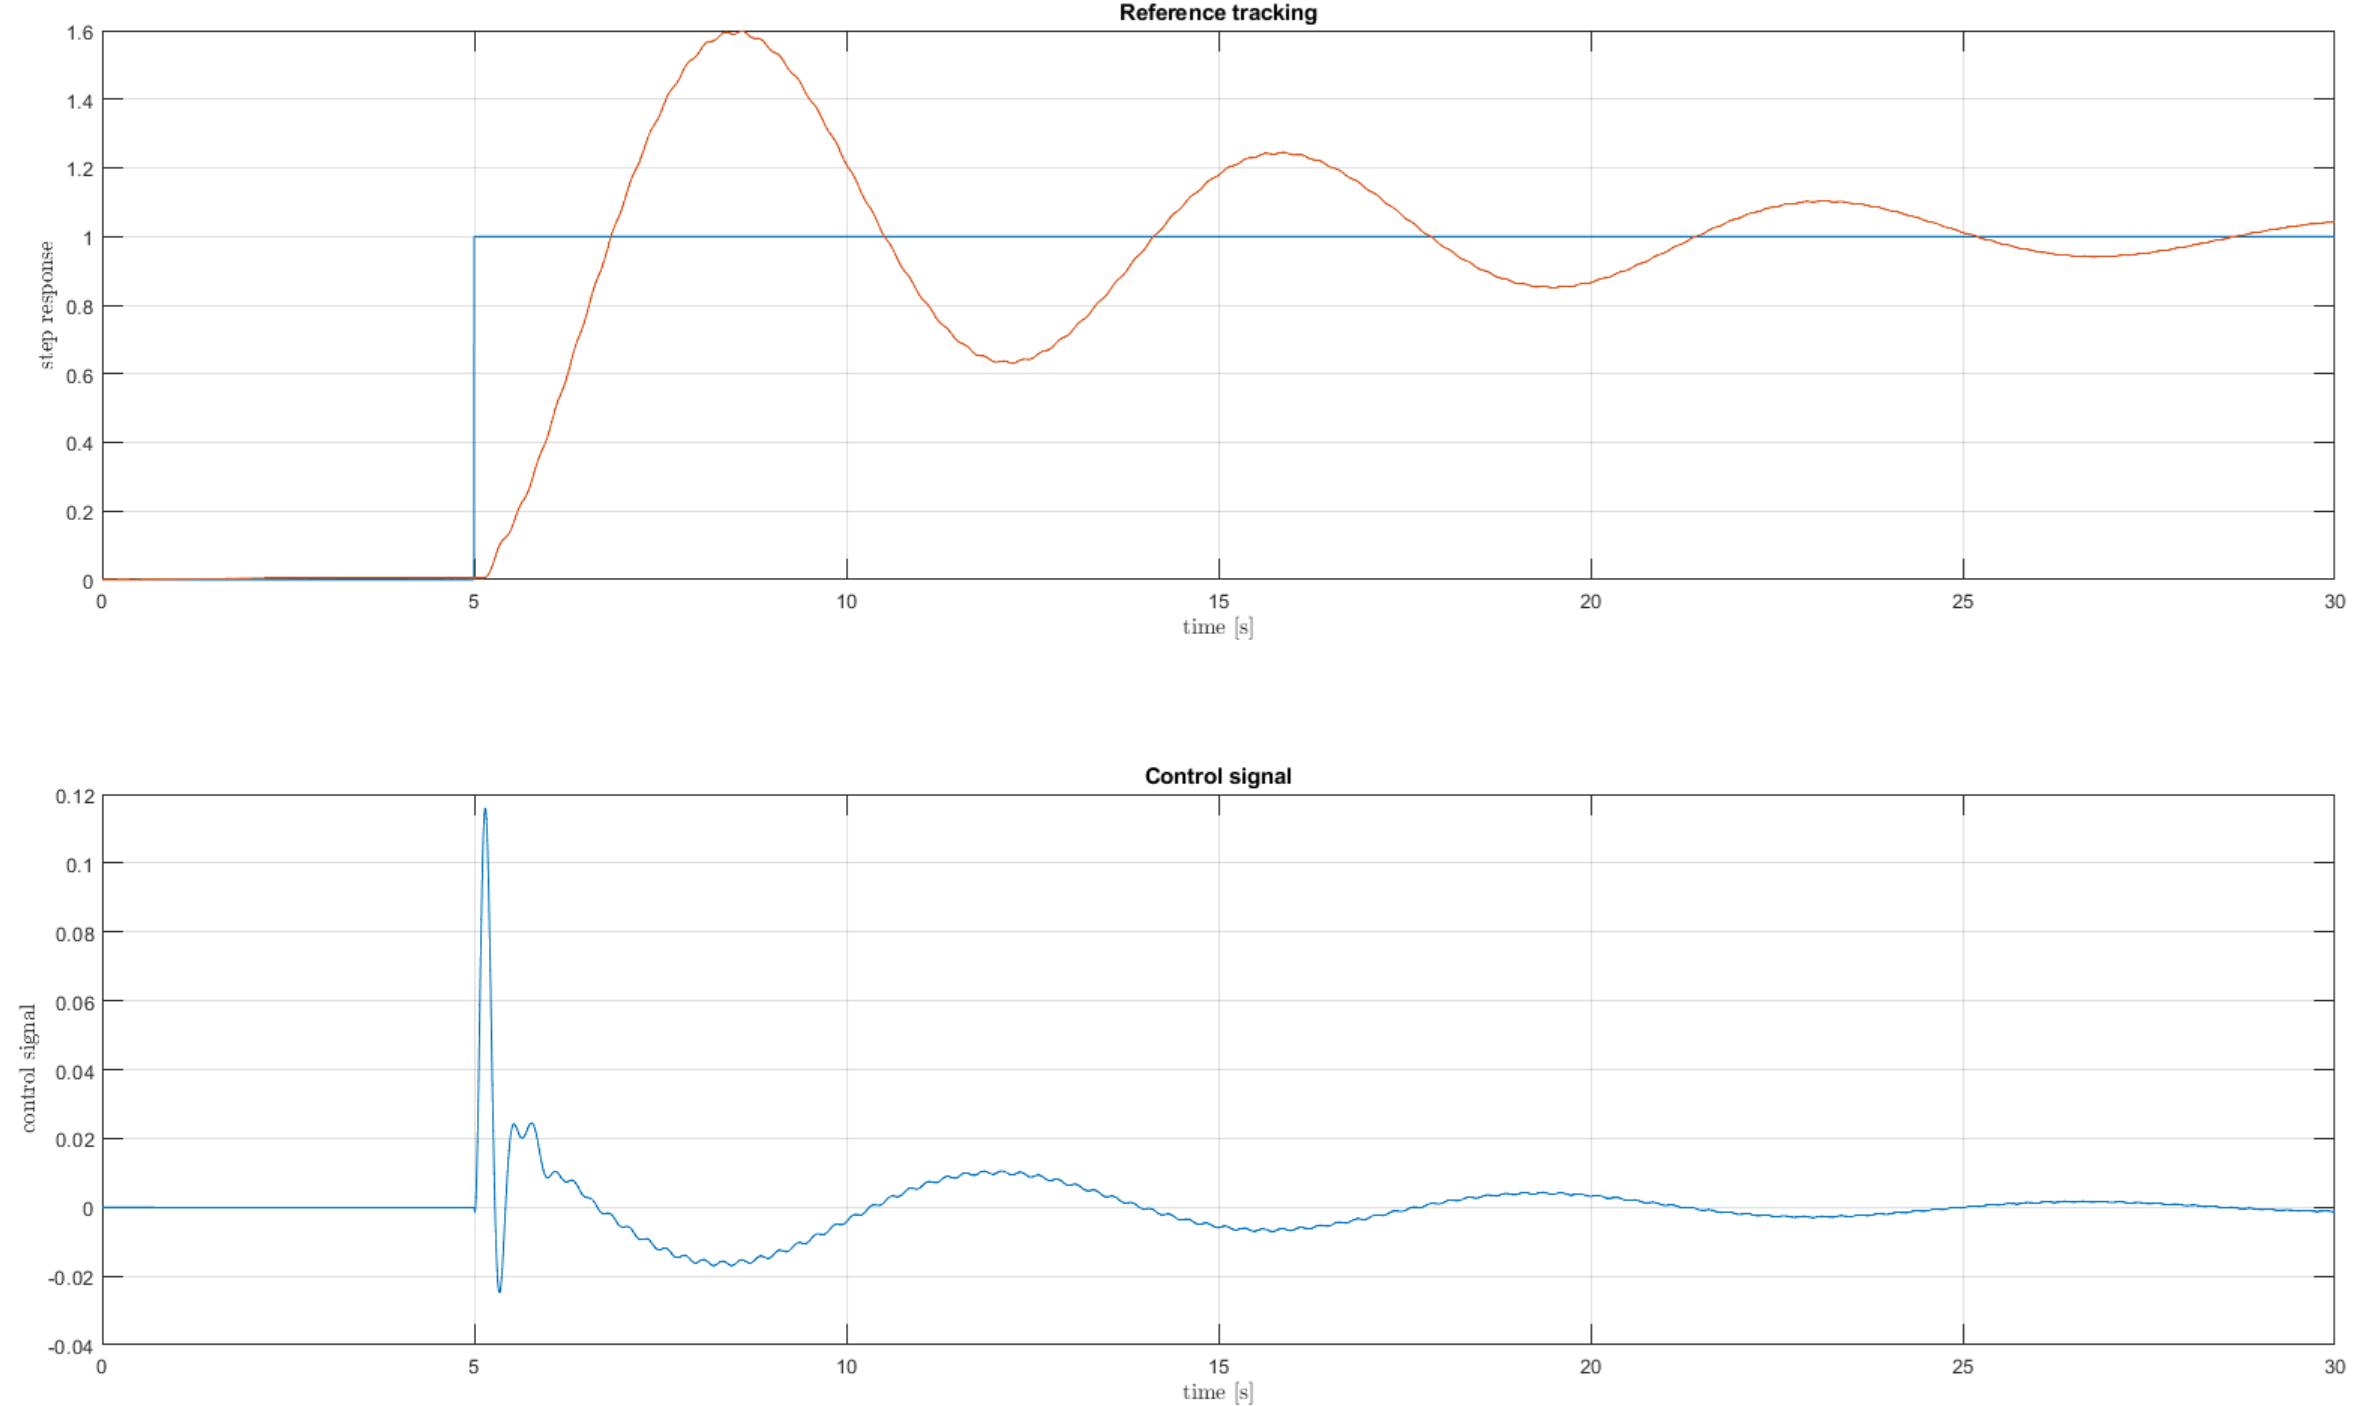 Reference tracking
1.6
1.4
1.2
1
0.8
0.6
0.4
0.2
0
step response
0 5 10 15 20 25 30
time [s]
Control signal
0.12
0.1
0.08
0.06
0.04
0.02
0
-0.02
-0.04
control signal
0 5 10 15 20 25 30
time [s]